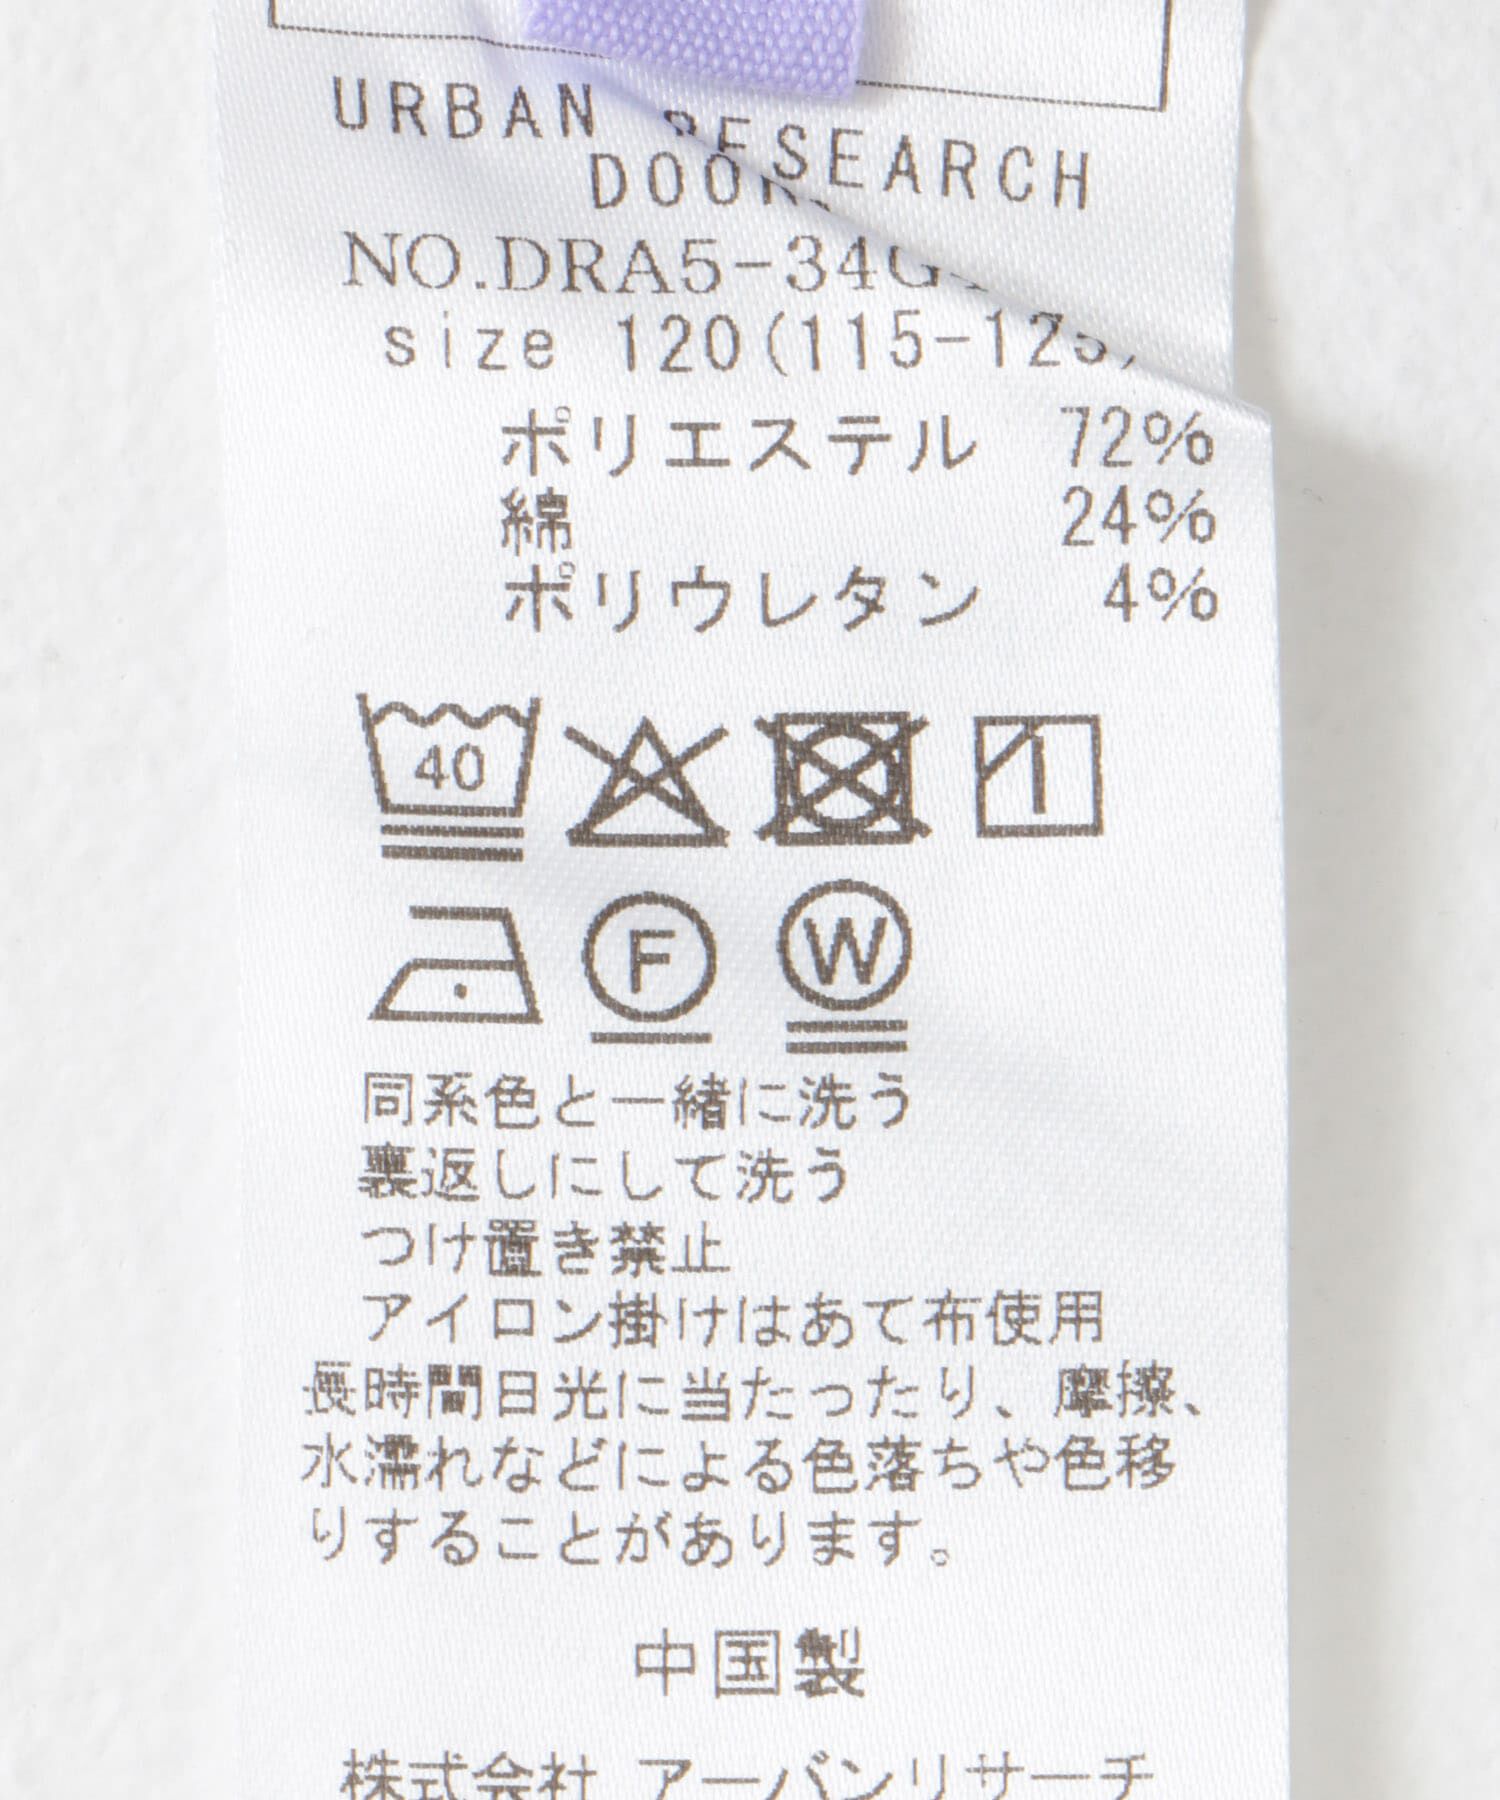 URBAN RESEARCH
DOORS
NO.DRA5-34G
size 120(115-125)
ポリエステル 72%
綿 24%
ポリウレタン 4%
40
F W
同系色と一緒に洗う
裏返しにして洗う
つけ置き禁止
アイロン掛けはあて布使用
長時間日光に当たったり、摩擦、
水濡れなどによる色落ちや色移
りすることがあります。
中国製
株式会社 アーバンリサーチ